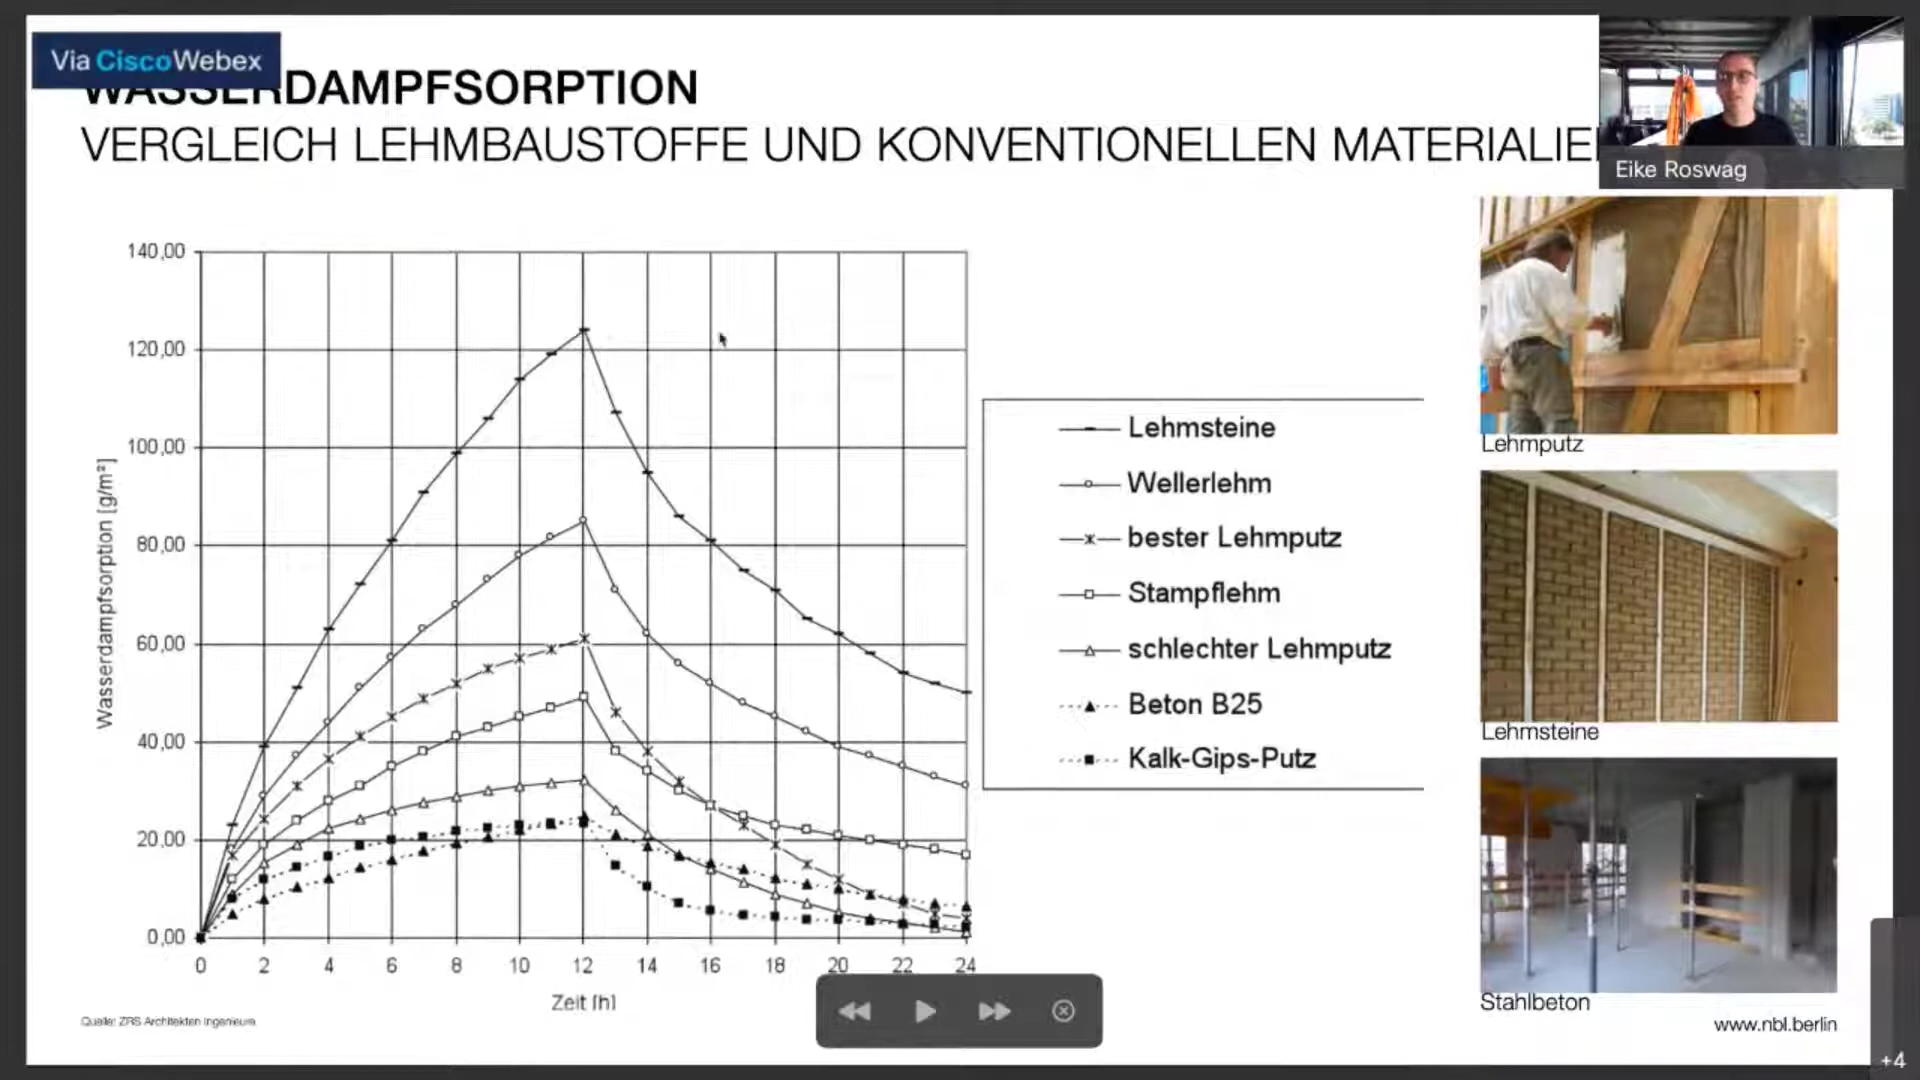 Via CiscoWebex
WASSERDAMPFSORPTION
VERGLEICH LEHMBAUSTOFFE UND KONVENTIONELLEN MATERIALIE
Eike Roswag
140,00
120,00
100,00
80,00
60,00
40,00
20,00
0,00
Wasserdampfsorption [g/m²]
0 2 4 6 8 10 12 14 16 18 20 22 24
Zeit [h]
Lehmsteine
Wellerlehm
bester Lehmputz
Stampflehm
schlechter Lehmputz
Beton B25
Kalk-Gips-Putz
Lehmputz
Lehmsteine
Stahlbeton
Quelle: ZRS Architekten Ingenieure
www.nbl.berlin
+4